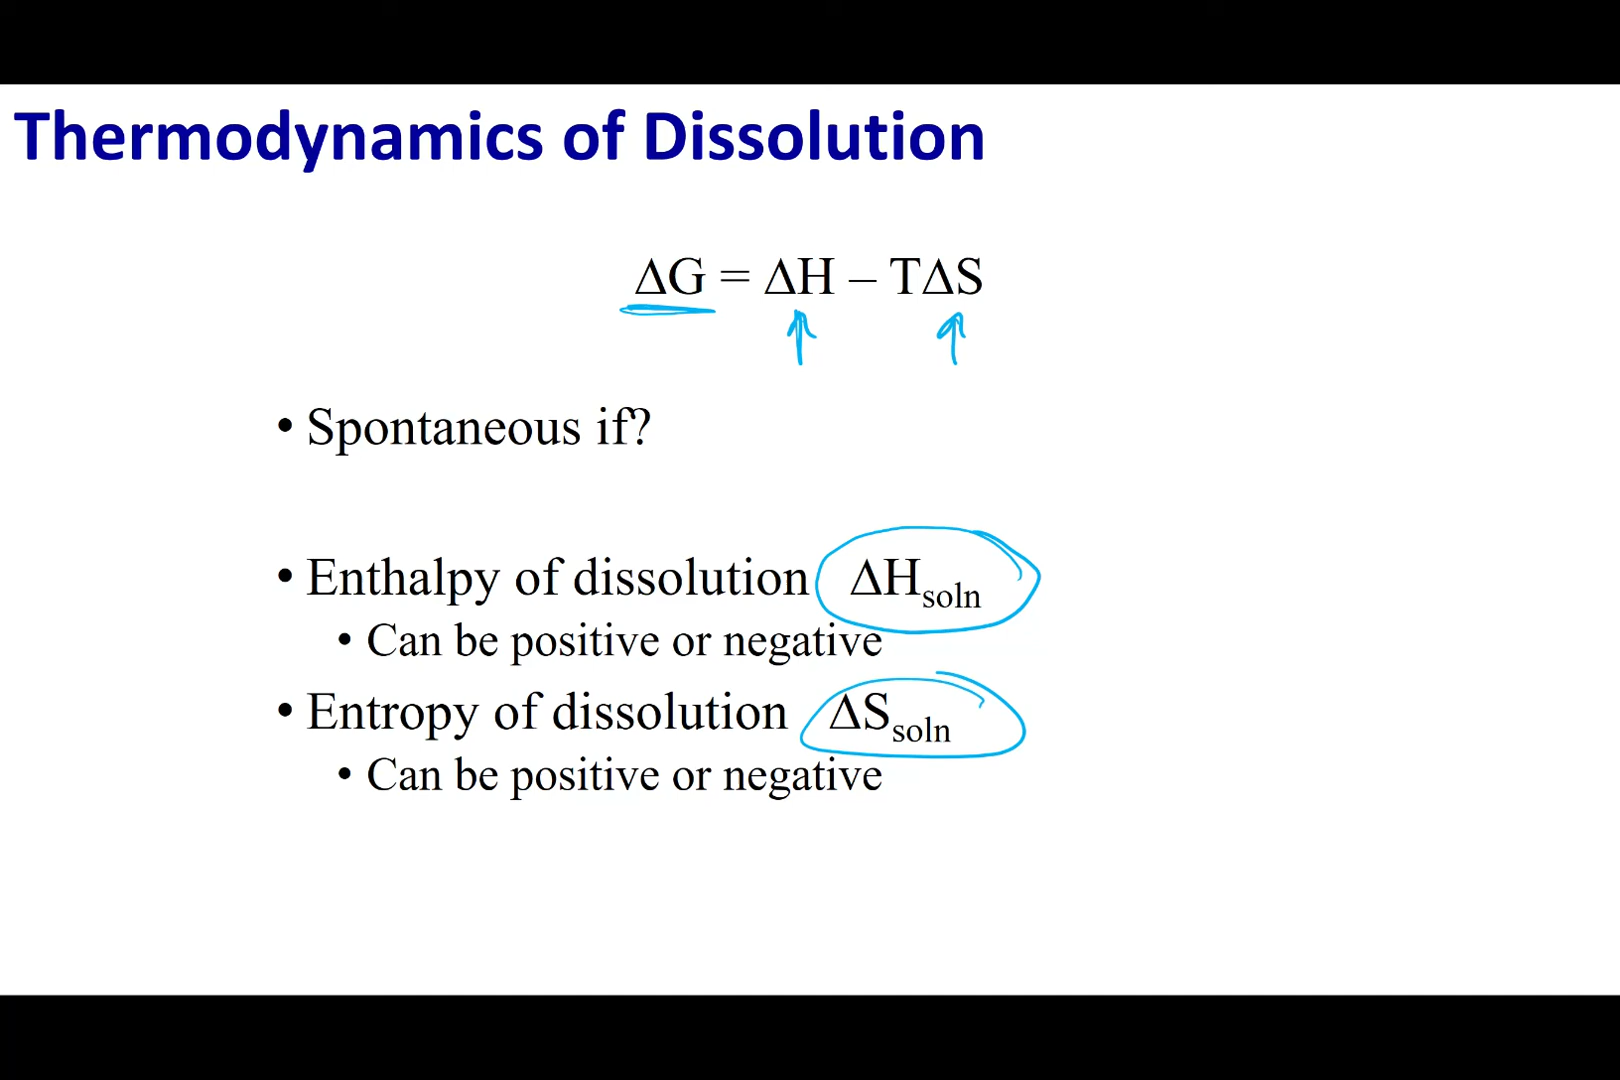 Thermodynamics of Dissolution
ΔG = ΔH – TΔS
• Spontaneous if?
• Enthalpy of dissolution ΔHsoln
• Can be positive or negative
• Entropy of dissolution ΔSsoln
• Can be positive or negative